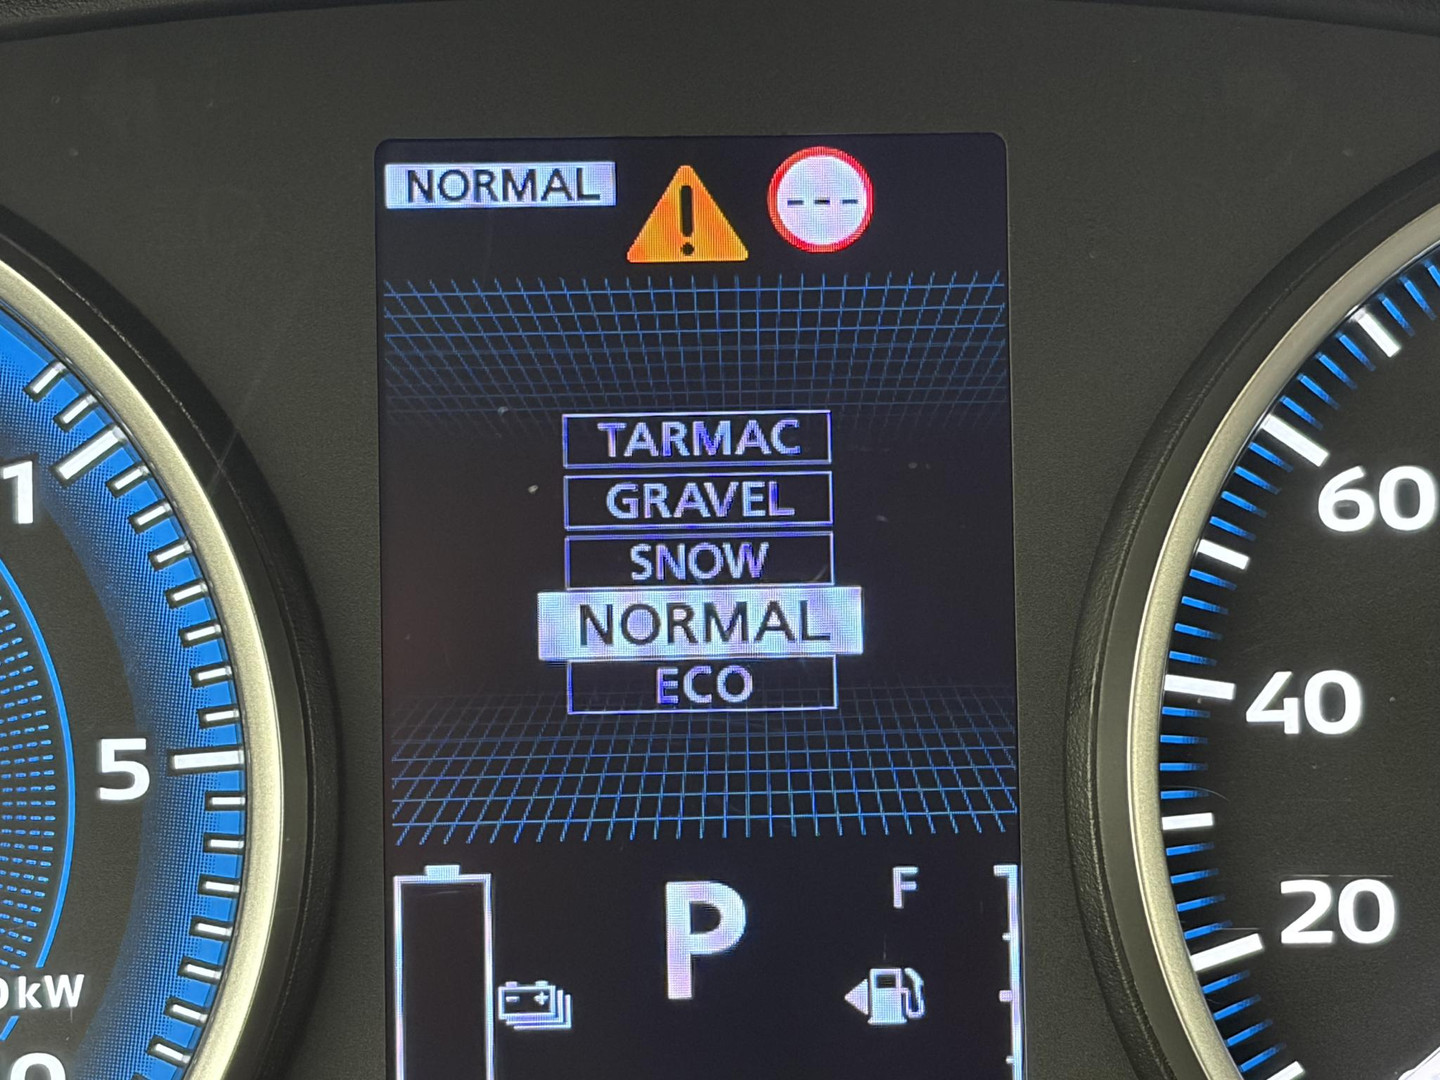 NORMAL
---
TARMAC
GRAVEL
SNOW
NORMAL
ECO
1
5
kW
60
40
20
P
F